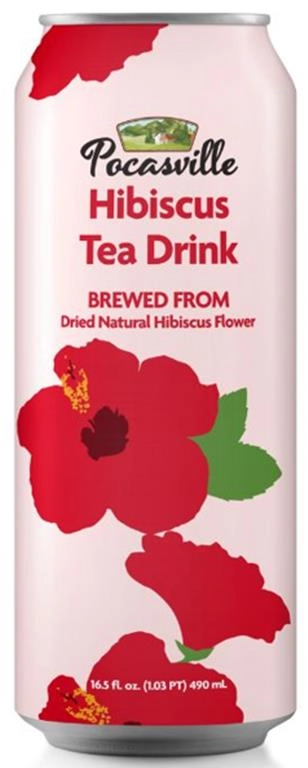 Pocasville
Hibiscus
Tea Drink
BREWED FROM
Dried Natural Hibiscus Flower
16.5 fl. oz. (1.03 PT) 490 mL